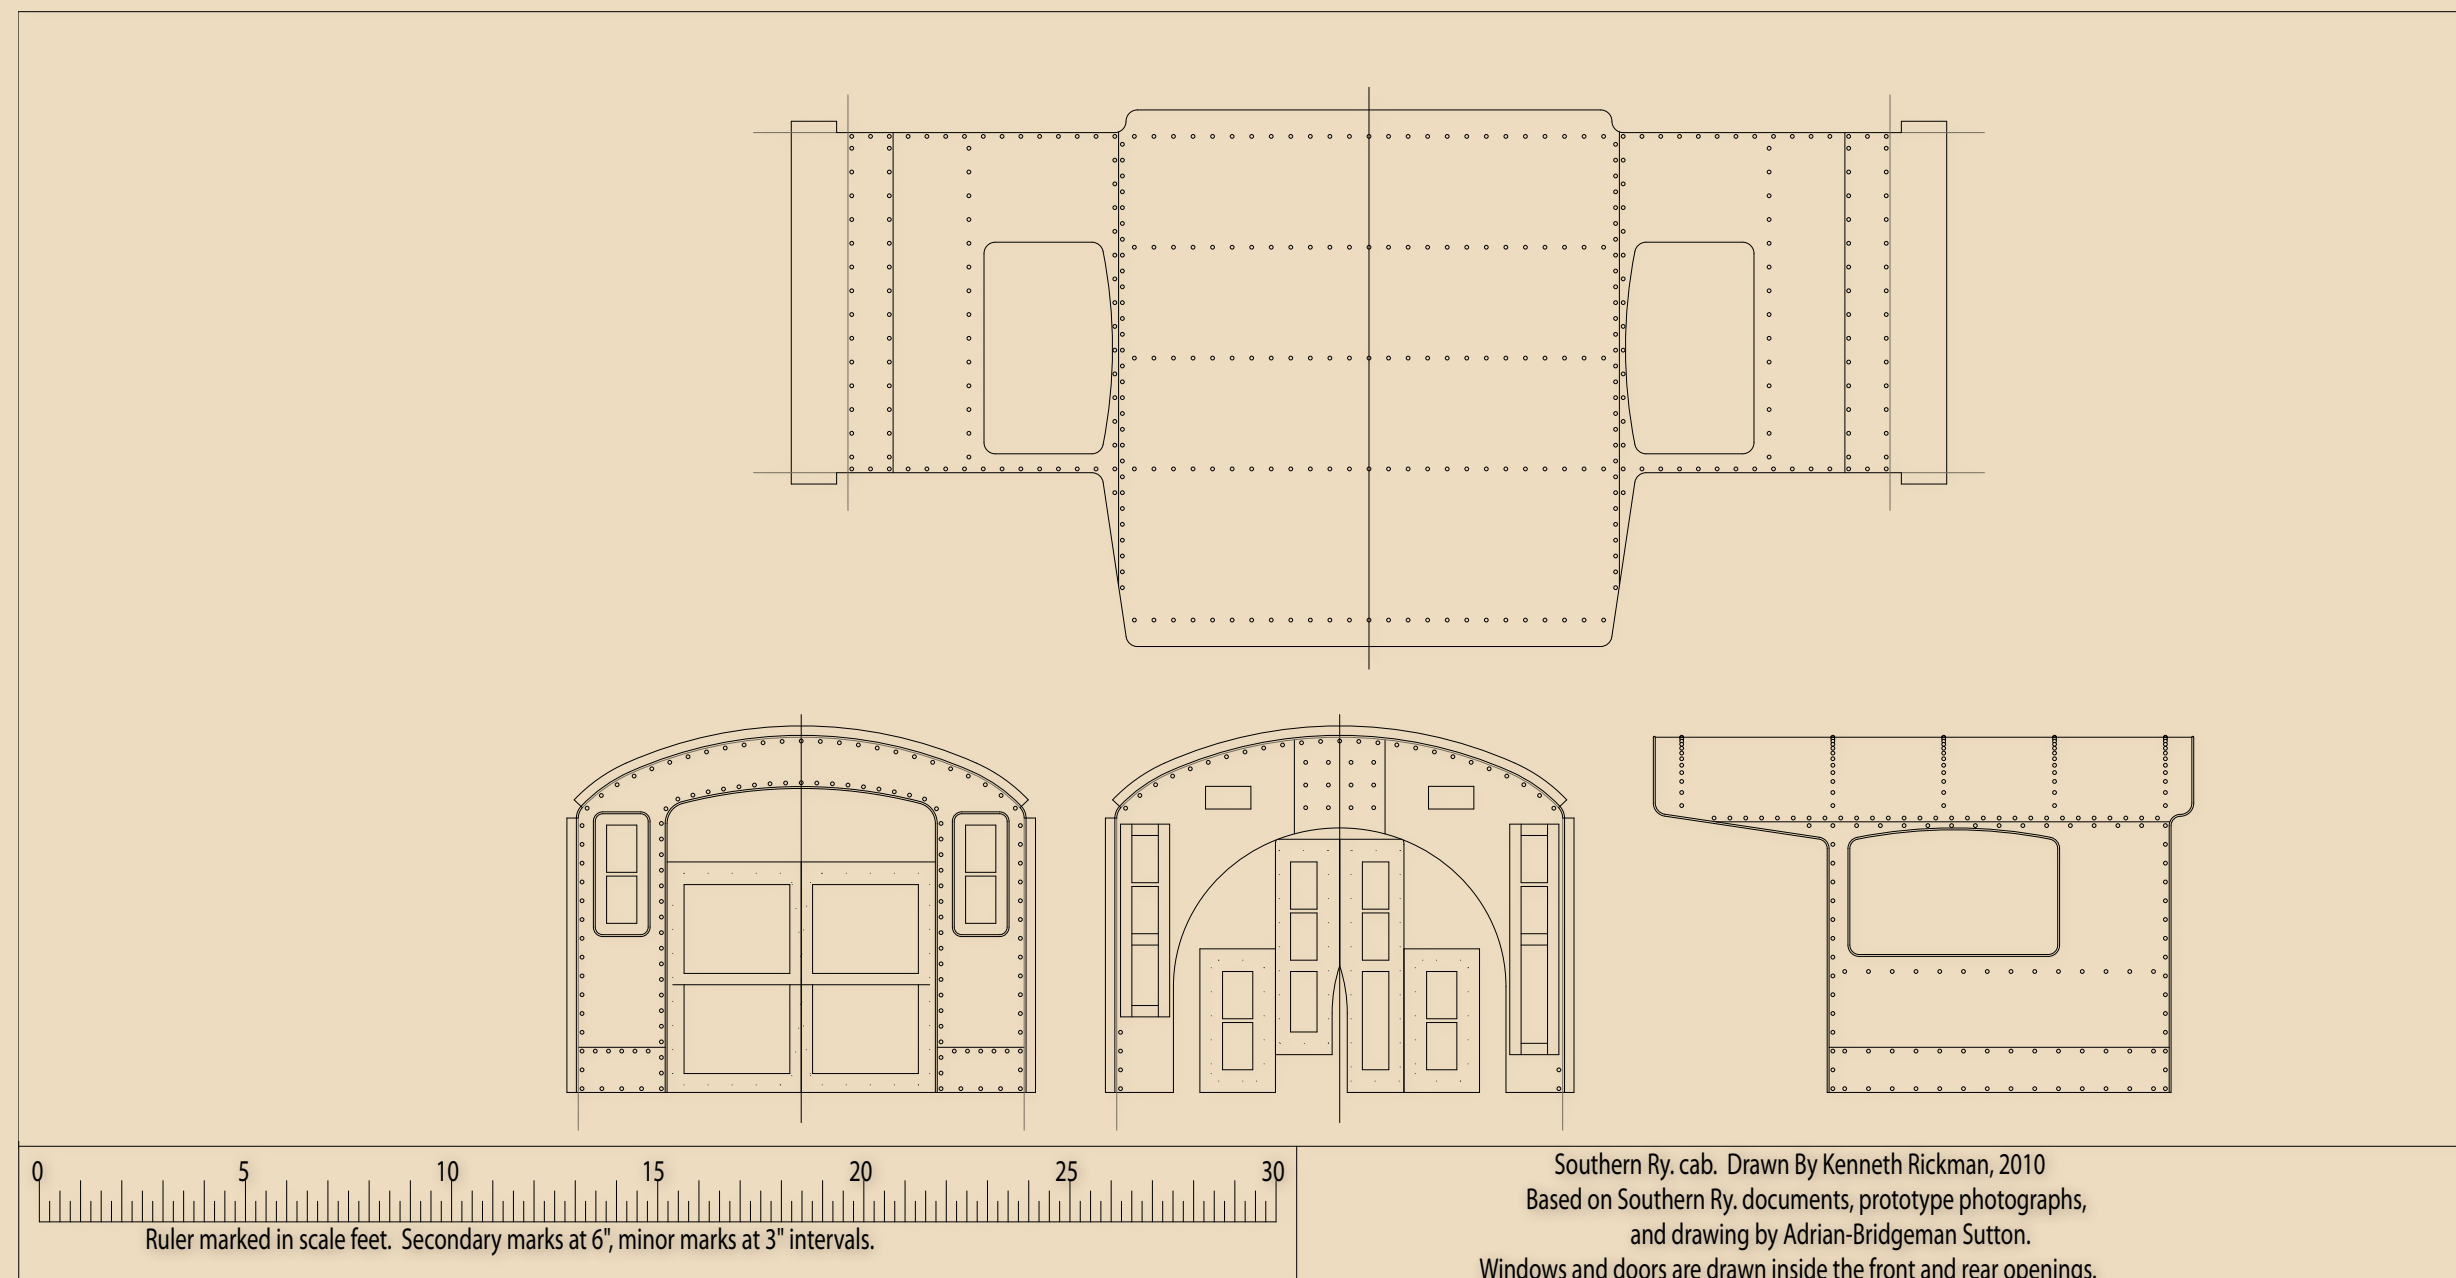 0 5 10 15 20 25 30
Ruler marked in scale feet. Secondary marks at 6", minor marks at 3" intervals.
Southern Ry. cab. Drawn By Kenneth Rickman, 2010
Based on Southern Ry. documents, prototype photographs,
and drawing by Adrian-Bridgeman Sutton.
Windows and doors are drawn inside the front and rear openings.